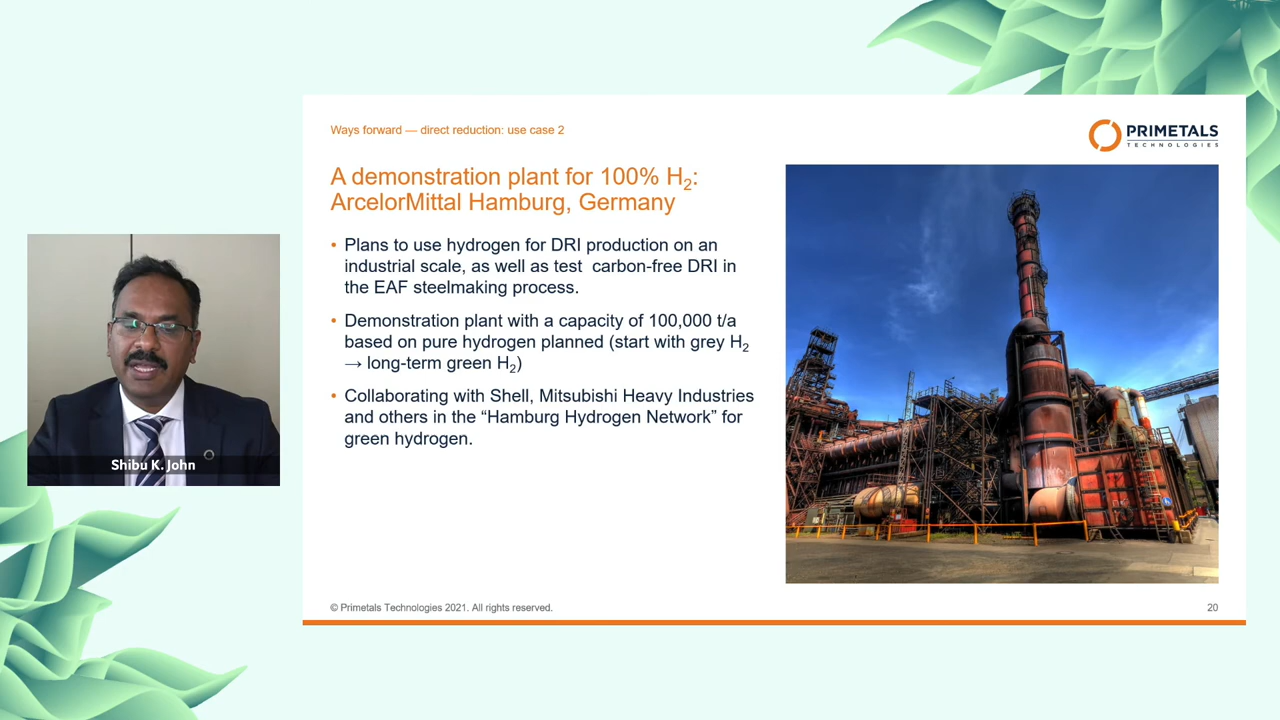 Ways forward — direct reduction: use case 2
PRIMETALS
TECHNOLOGIES
A demonstration plant for 100% H₂:
ArcelorMittal Hamburg, Germany
• Plans to use hydrogen for DRI production on an
industrial scale, as well as test  carbon-free DRI in
the EAF steelmaking process.
• Demonstration plant with a capacity of 100,000 t/a
based on pure hydrogen planned (start with grey H₂
→ long-term green H₂)
• Collaborating with Shell, Mitsubishi Heavy Industries
and others in the “Hamburg Hydrogen Network” for
green hydrogen.
Shibu K. John
© Primetals Technologies 2021. All rights reserved.
20